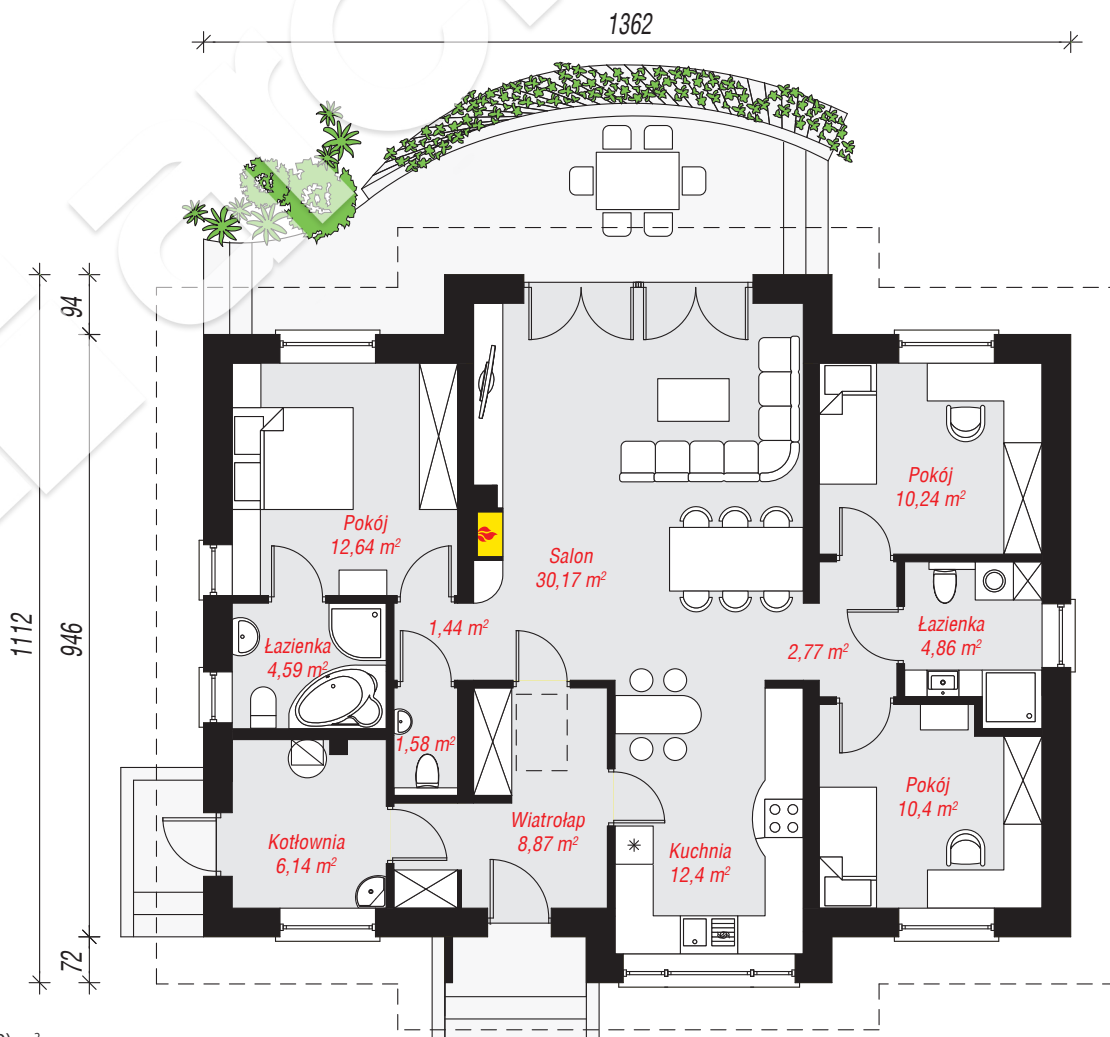 1362
94
1112
946
72
Pokój
12,64 m²
Salon
30,17 m²
Pokój
10,24 m²
1,44 m²
Łazienka
4,59 m²
2,77 m²
Łazienka
4,86 m²
1,58 m²
Wiatrołap
8,87 m²
Kotłownia
6,14 m²
Kuchnia
12,4 m²
Pokój
10,4 m²